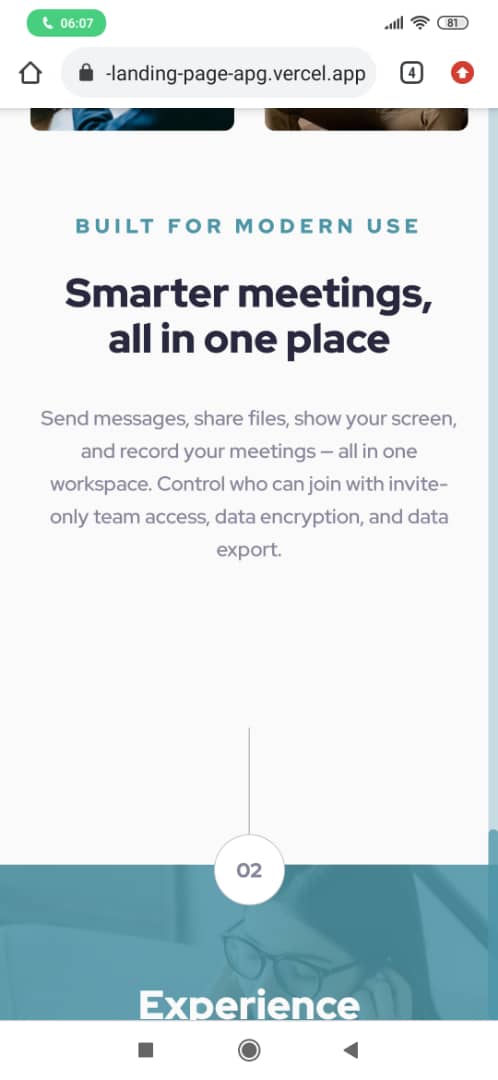 06:07
81
-landing-page-apg.vercel.app
4
BUILT FOR MODERN USE
Smarter meetings,
all in one place
Send messages, share files, show your screen,
and record your meetings – all in one
workspace. Control who can join with invite-
only team access, data encryption, and data
export.
02
Experience